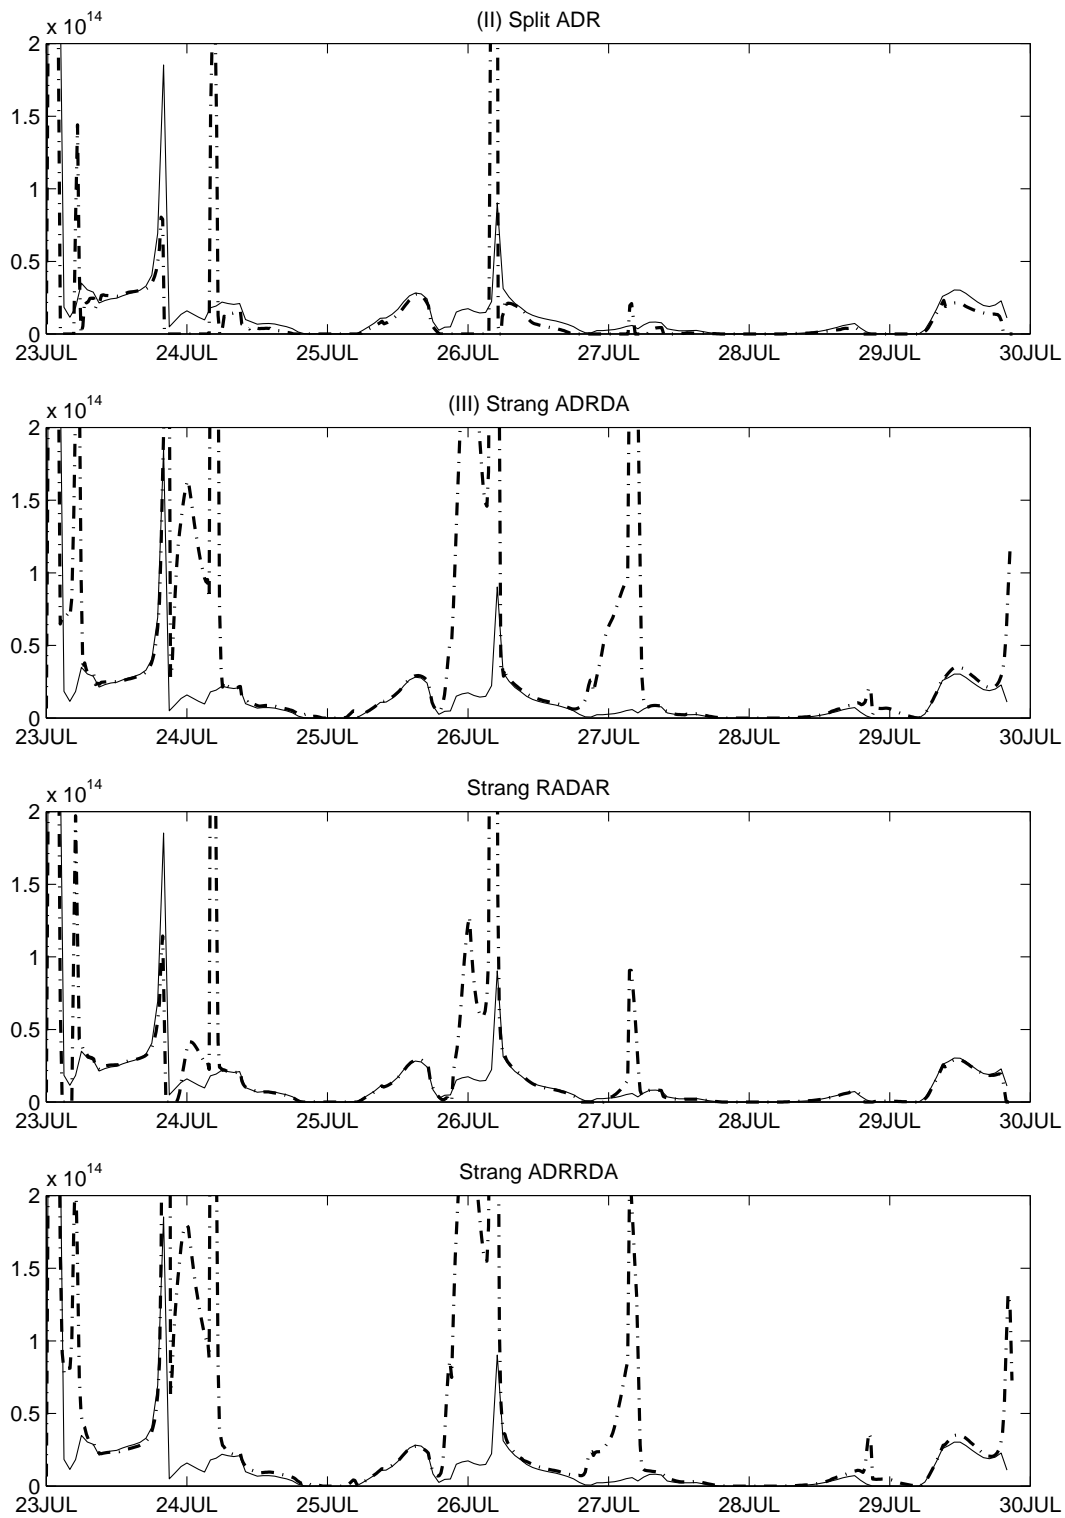 (II) Split ADR
x 10^14
2
1.5
1
0.5
0
23JUL 24JUL 25JUL 26JUL 27JUL 28JUL 29JUL 30JUL
(III) Strang ADRDA
x 10^14
2
1.5
1
0.5
0
23JUL 24JUL 25JUL 26JUL 27JUL 28JUL 29JUL 30JUL
Strang RADAR
x 10^14
2
1.5
1
0.5
0
23JUL 24JUL 25JUL 26JUL 27JUL 28JUL 29JUL 30JUL
Strang ADRRDA
x 10^14
2
1.5
1
0.5
0
23JUL 24JUL 25JUL 26JUL 27JUL 28JUL 29JUL 30JUL